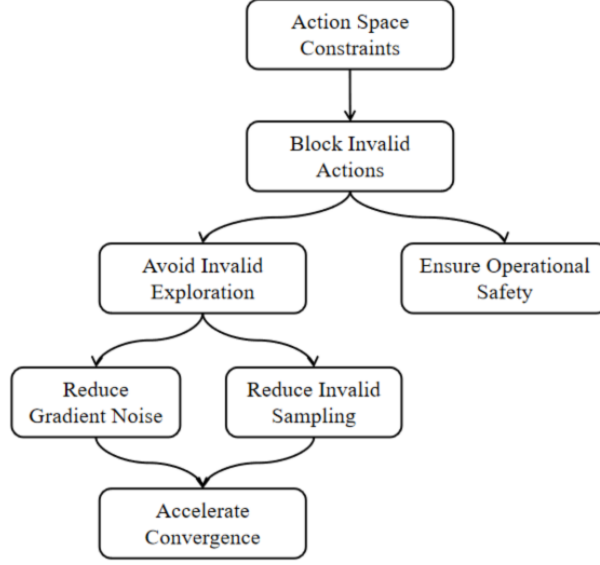 Action Space
Constraints
Block Invalid
Actions
Avoid Invalid
Exploration
Ensure Operational
Safety
Reduce
Gradient Noise
Reduce Invalid
Sampling
Accelerate
Convergence